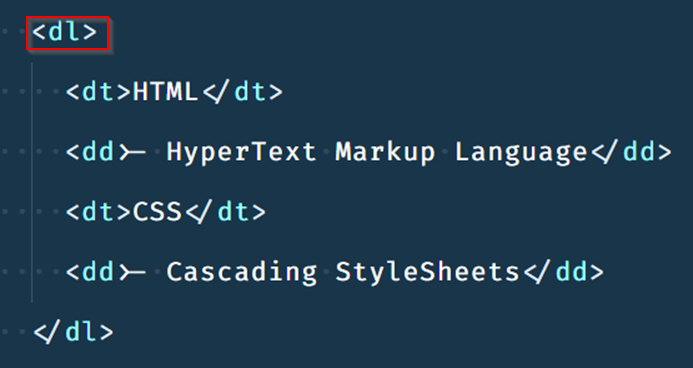 <dl>
<dt>HTML</dt>
<dd>- HyperText Markup Language</dd>
<dt>CSS</dt>
<dd>- Cascading StyleSheets</dd>
</dl>